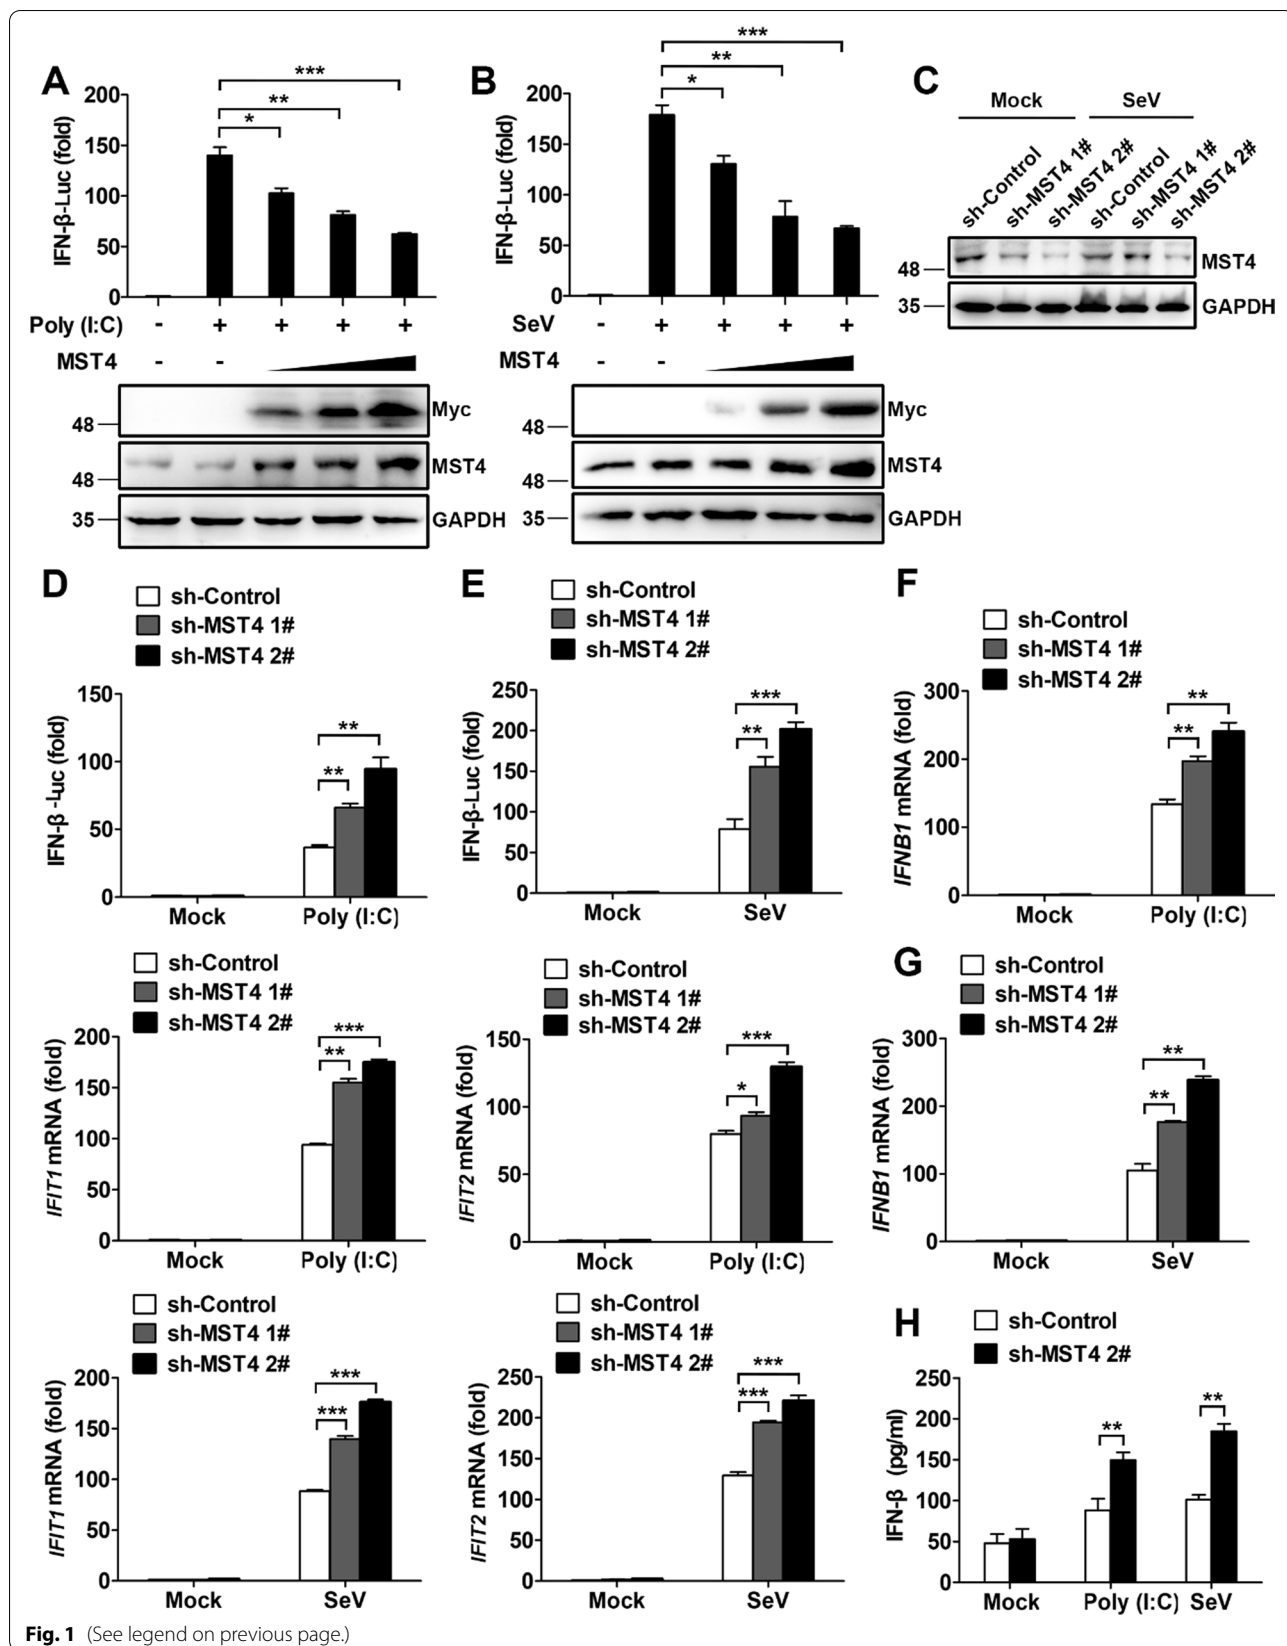 A
IFN-β-Luc (fold)
200
150
100
50
0
***
**
*
Poly (I:C) - + + + +
MST4 - -
48
Myc
48
MST4
35
GAPDH
B
IFN-β-Luc (fold)
200
150
100
50
0
***
**
*
SeV - + + + +
MST4 - -
48
Myc
48
MST4
35
GAPDH
C
Mock SeV
sh-Control sh-MST4 1# sh-MST4 2# sh-Control sh-MST4 1# sh-MST4 2#
48
MST4
35
GAPDH
D
sh-Control
sh-MST4 1#
sh-MST4 2#
IFN-β-Luc (fold)
150
100
50
0
**
**
Mock Poly (I:C)
E
sh-Control
sh-MST4 1#
sh-MST4 2#
IFN-β-Luc (fold)
250
200
150
100
50
0
***
**
Mock SeV
F
sh-Control
sh-MST4 1#
sh-MST4 2#
IFNB1 mRNA (fold)
300
200
100
0
**
**
Mock Poly (I:C)
sh-Control
sh-MST4 1#
sh-MST4 2#
IFIT1 mRNA (fold)
200
150
100
50
0
***
**
Mock Poly (I:C)
sh-Control
sh-MST4 1#
sh-MST4 2#
IFIT2 mRNA (fold)
150
100
50
0
***
*
Mock Poly (I:C)
G
sh-Control
sh-MST4 1#
sh-MST4 2#
IFNB1 mRNA (fold)
300
200
100
0
**
**
Mock SeV
sh-Control
sh-MST4 1#
sh-MST4 2#
IFIT1 mRNA (fold)
200
150
100
50
0
***
***
Mock SeV
sh-Control
sh-MST4 1#
sh-MST4 2#
IFIT2 mRNA (fold)
250
200
150
100
50
0
***
***
Mock SeV
H
sh-Control
sh-MST4 2#
IFN-β (pg/ml)
250
200
150
100
50
0
**
**
Mock Poly (I:C) SeV
Fig. 1 (See legend on previous page.)